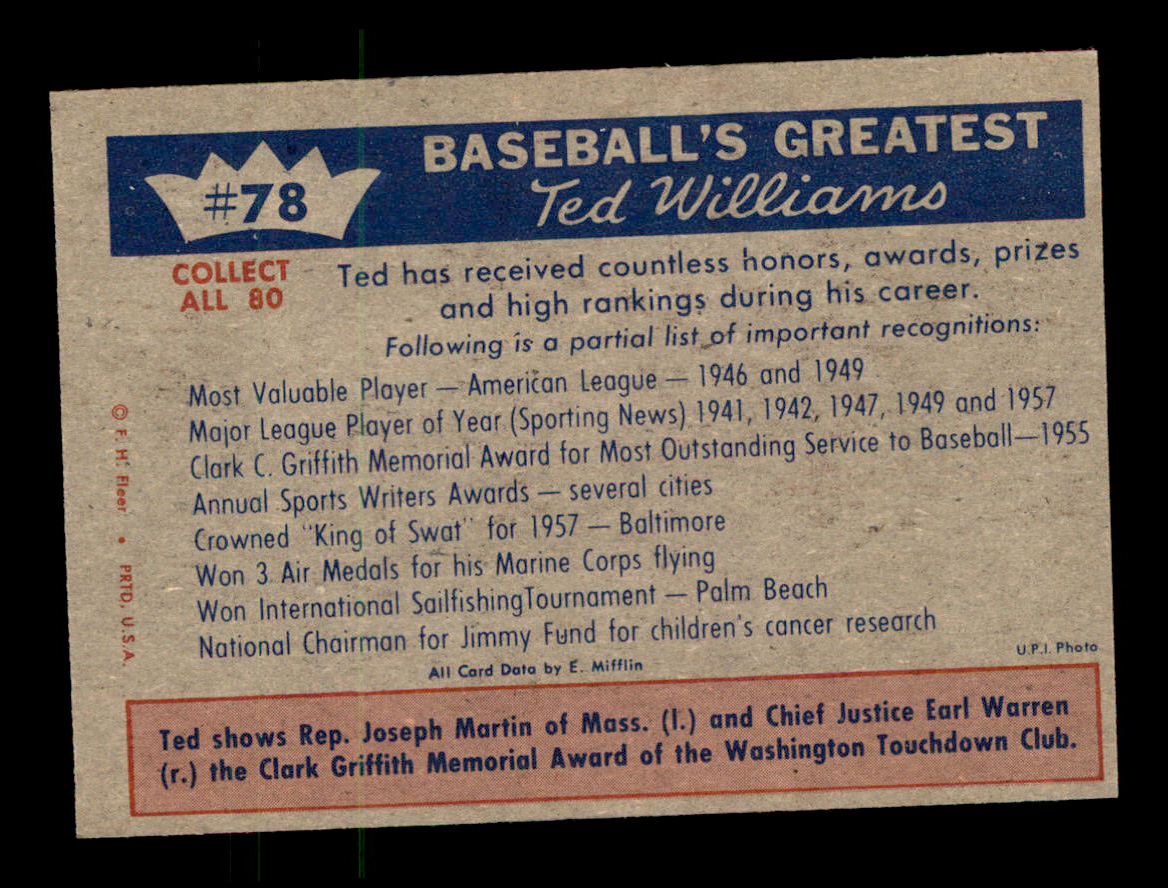 BASEBALL'S GREATEST
#78
Ted Williams
COLLECT
ALL 80
Ted has received countless honors, awards, prizes
and high rankings during his career.
Following is a partial list of important recognitions:
Most Valuable Player — American League — 1946 and 1949
Major League Player of Year (Sporting News) 1941, 1942, 1947, 1949 and 1957
Clark C. Griffith Memorial Award for Most Outstanding Service to Baseball—1955
Annual Sports Writers Awards — several cities
Crowned "King of Swat" for 1957 — Baltimore
Won 3 Air Medals for his Marine Corps flying
Won International SailfishingTournament — Palm Beach
National Chairman for Jimmy Fund for children's cancer research
All Card Data by E. Mifflin
U.P.I. Photo
© F. H. Fleer • PRTD. U.S.A.
Ted shows Rep. Joseph Martin of Mass. (l.) and Chief Justice Earl Warren
(r.) the Clark Griffith Memorial Award of the Washington Touchdown Club.